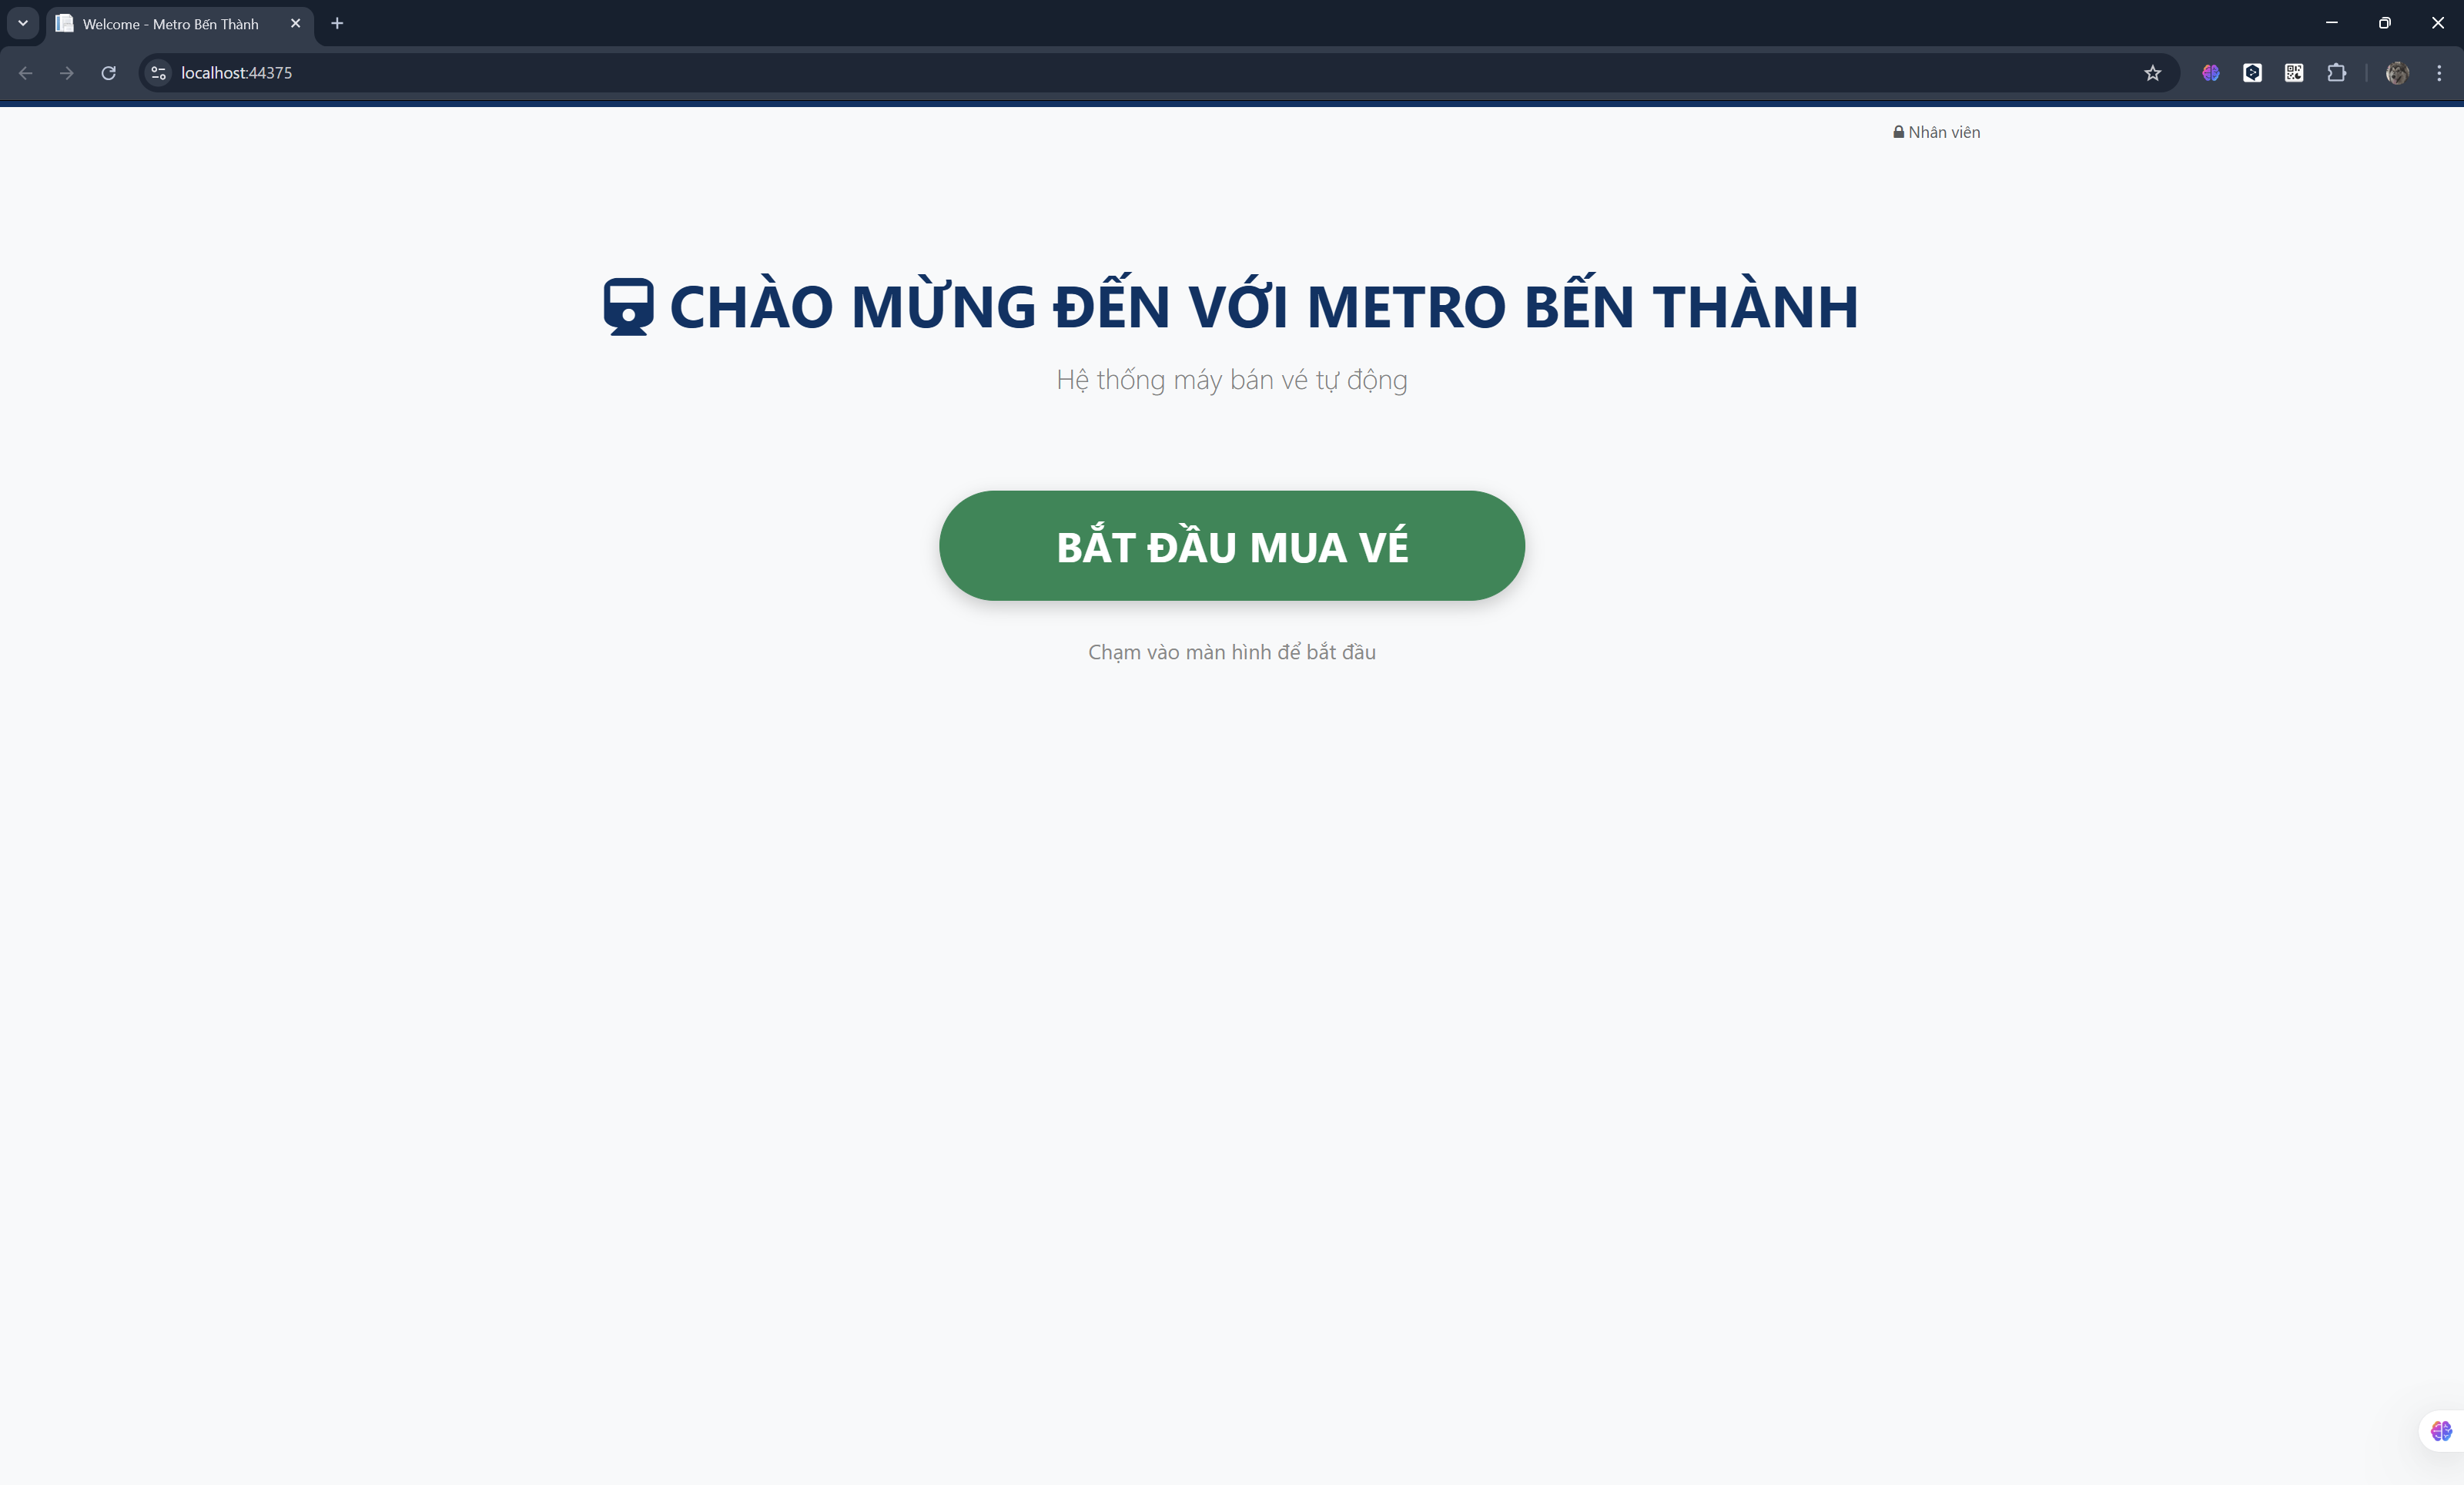 Welcome - Metro Bến Thành
localhost:44375
Nhân viên
CHÀO MỪNG ĐẾN VỚI METRO BẾN THÀNH
Hệ thống máy bán vé tự động
BẮT ĐẦU MUA VÉ
Chạm vào màn hình để bắt đầu